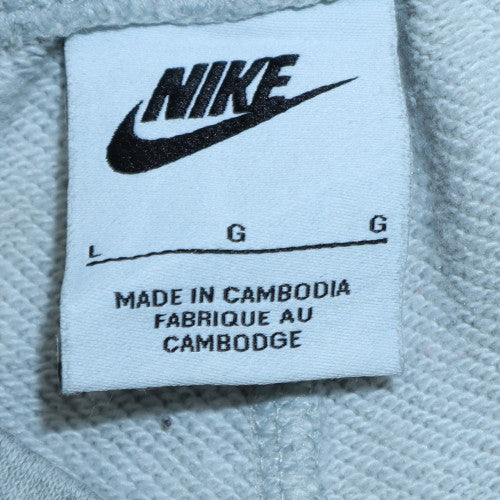 NIKE
L G G
MADE IN CAMBODIA
FABRIQUE AU
CAMBODGE